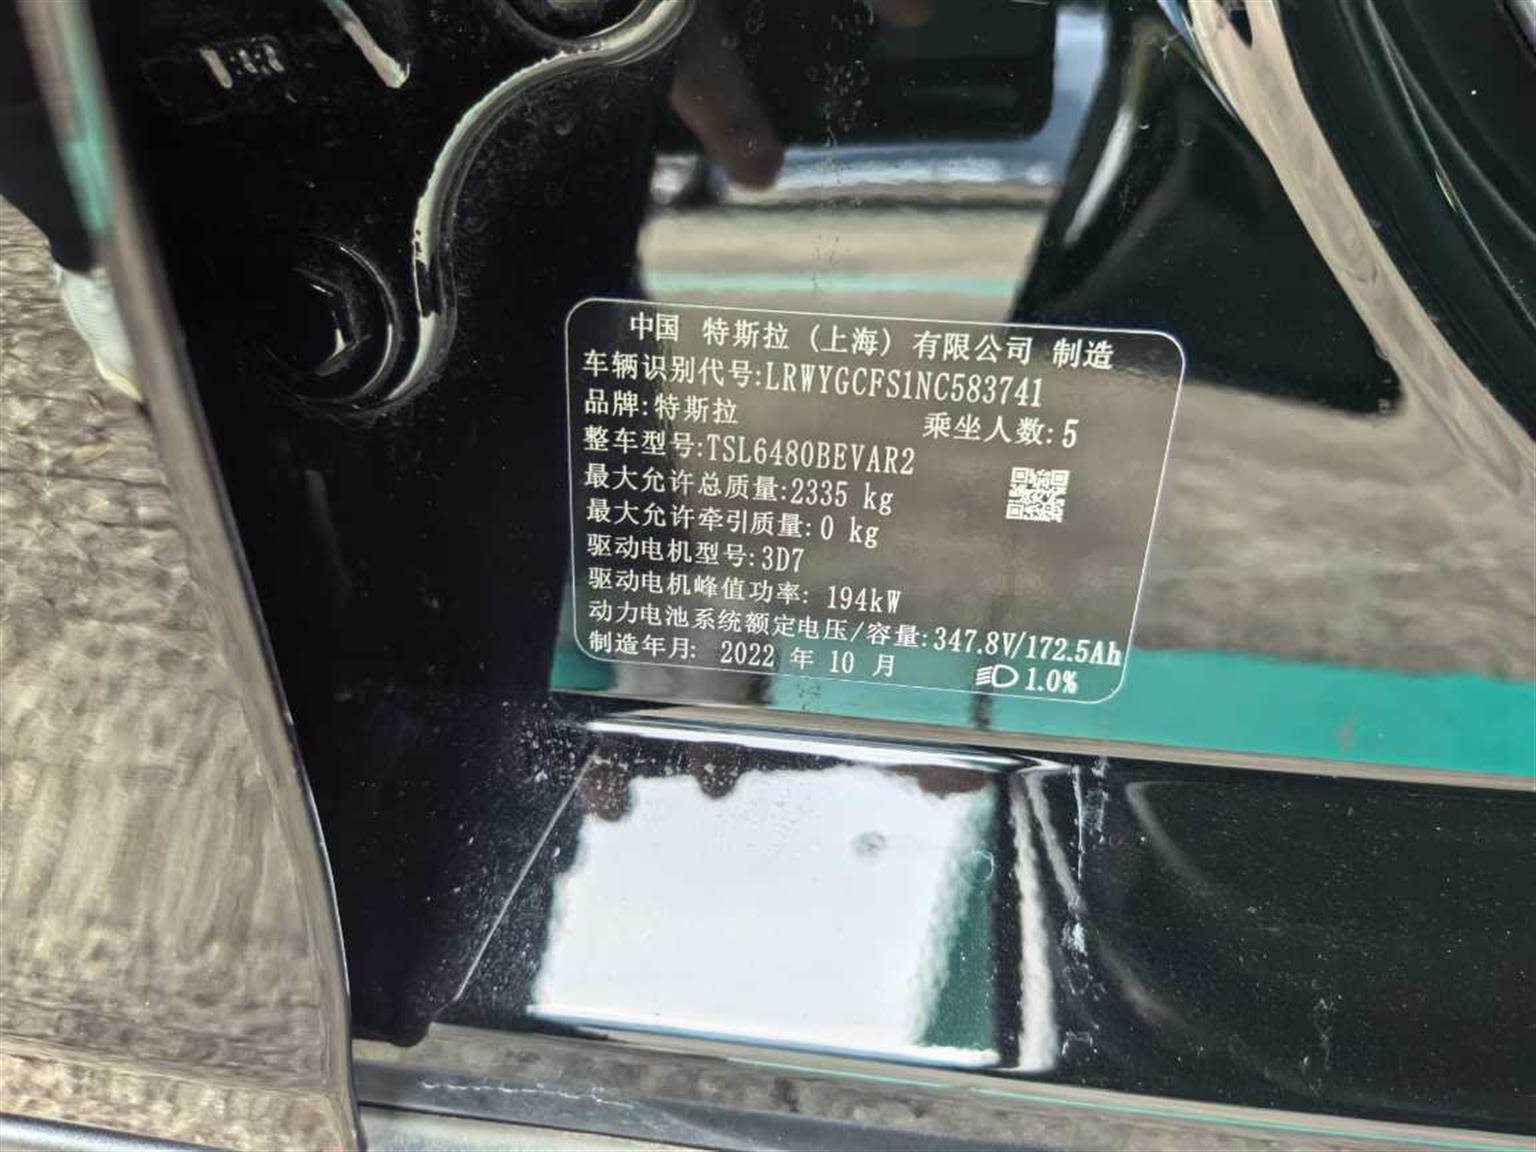 中国 特斯拉（上海）有限公司 制造
车辆识别代号:LRWYGCFS1NC583741
品牌:特斯拉 乘坐人数:5
整车型号:TSL6480BEVAR2
最大允许总质量:2335 kg
最大允许牵引质量:0 kg
驱动电机型号:3D7
驱动电机峰值功率: 194kW
动力电池系统额定电压/容量:347.8V/172.5Ah
制造年月: 2022 年 10 月 1.0%